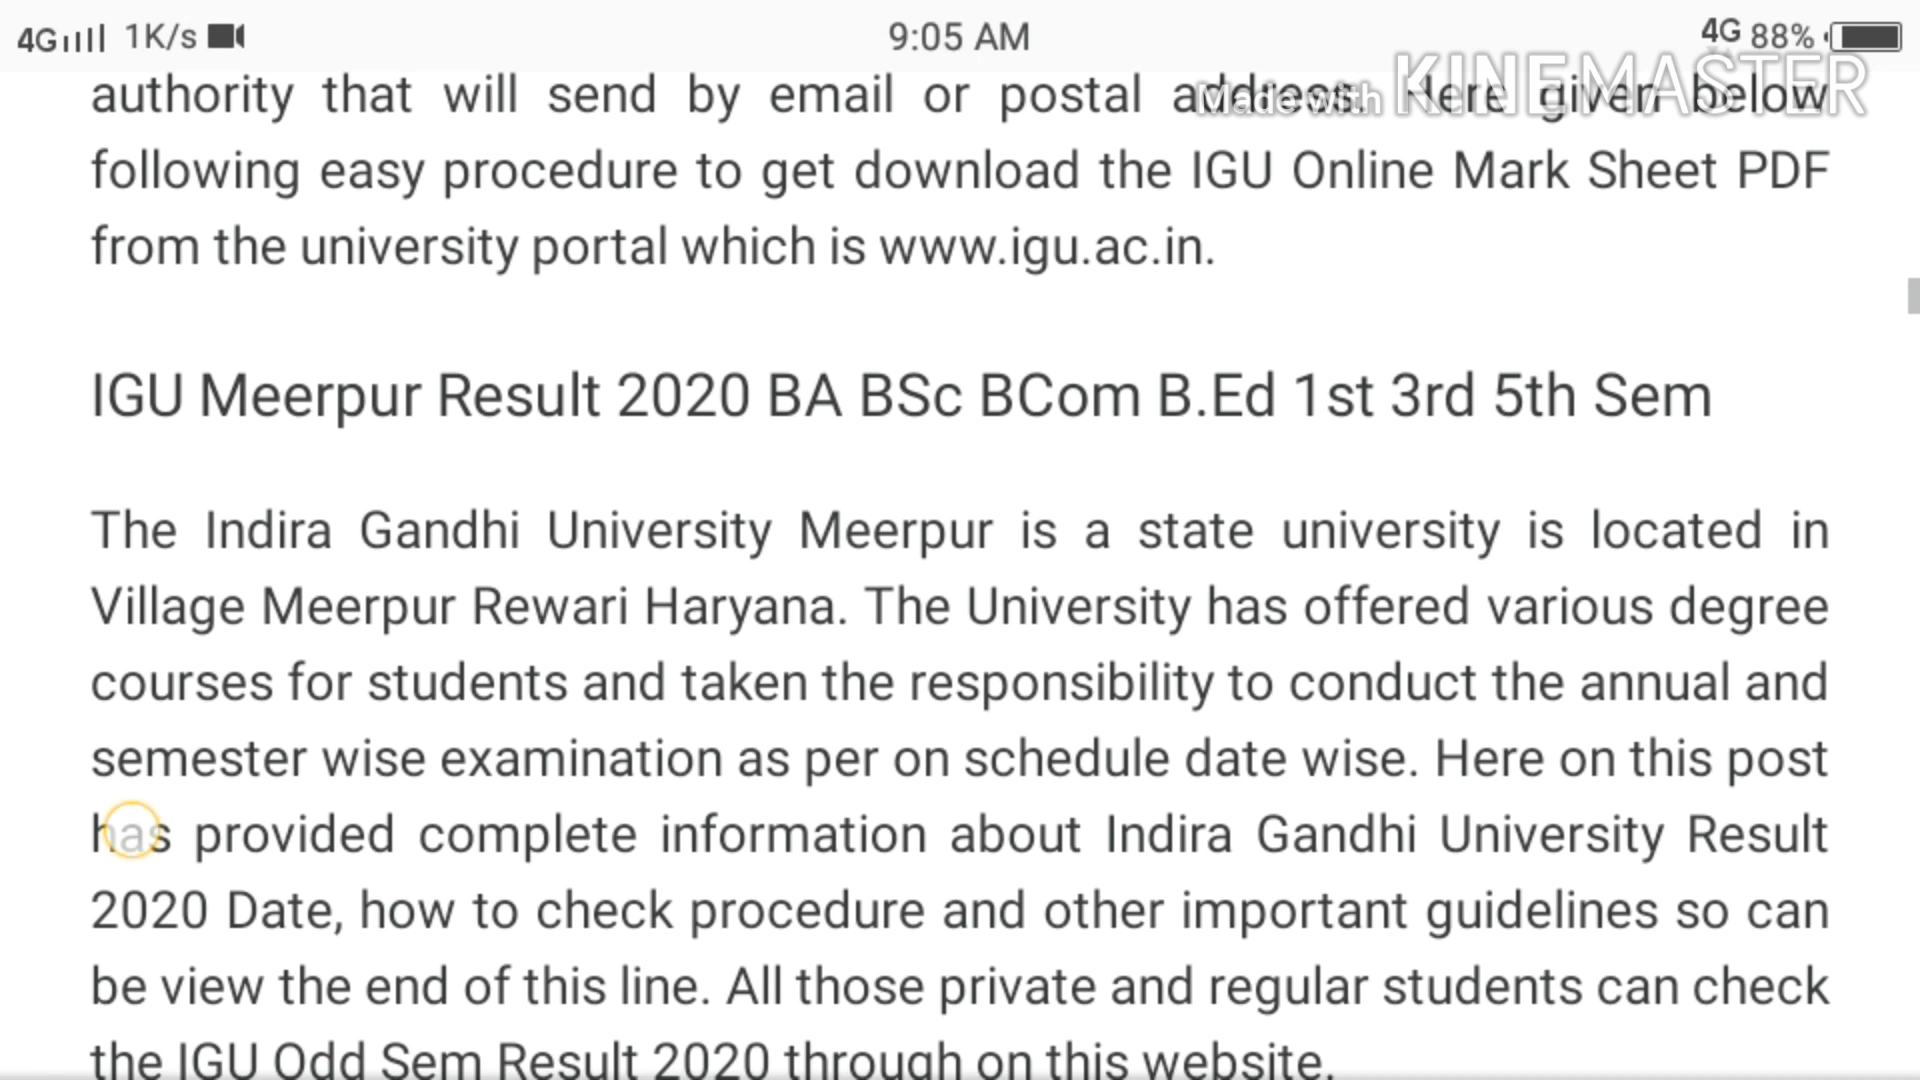 4G 1K/s 9:05 AM 4G 88%
Made with KINEMASTER
authority that will send by email or postal address. Here given below
following easy procedure to get download the IGU Online Mark Sheet PDF
from the university portal which is www.igu.ac.in.
IGU Meerpur Result 2020 BA BSc BCom B.Ed 1st 3rd 5th Sem
The Indira Gandhi University Meerpur is a state university is located in
Village Meerpur Rewari Haryana. The University has offered various degree
courses for students and taken the responsibility to conduct the annual and
semester wise examination as per on schedule date wise. Here on this post
has provided complete information about Indira Gandhi University Result
2020 Date, how to check procedure and other important guidelines so can
be view the end of this line. All those private and regular students can check
the IGU Odd Sem Result 2020 through on this website.